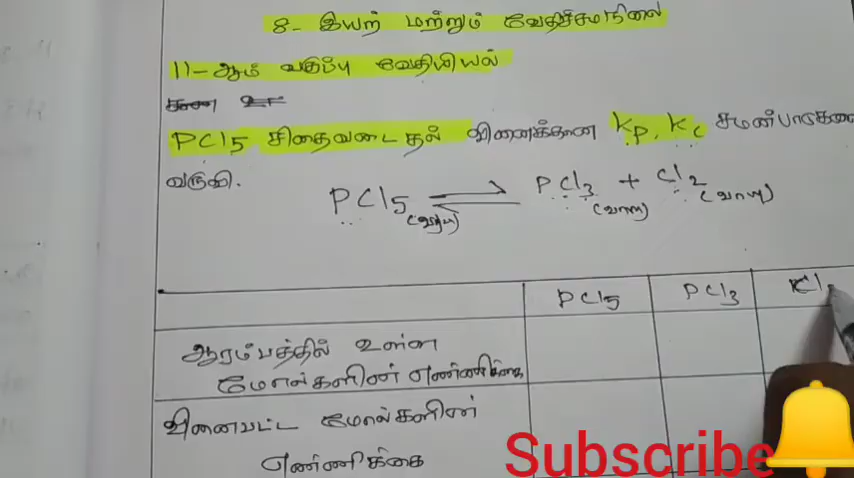 8- இயற் மற்றும் வேதிச்சமநிலை
11-ஆம் வகுப்பு வேதியியல்
PCl5 சிதைவடைதல் வினைக்கான Kp, Kc சமன்பாடுகளை
வருவி.
PCl5 ⇌ PCl3 + Cl2
(வாயு) (வாயு) (வாயு)
PCl5 PCl3 Cl
ஆரம்பத்தில் உள்ள
மோல்களின் எண்ணிக்கை
வினைபட்ட மோல்களின்
எண்ணிக்கை
Subscribe